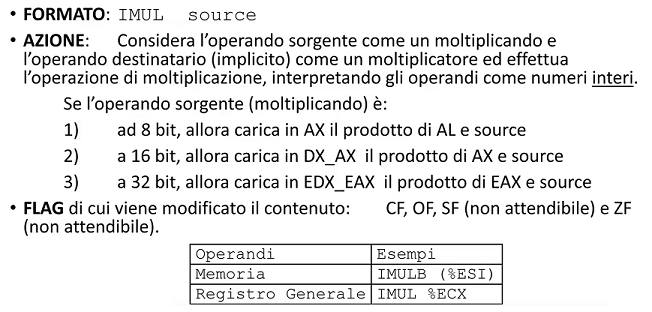 • FORMATO: IMUL source
• AZIONE: Considera l'operando sorgente come un moltiplicando e
l'operando destinatario (implicito) come un moltiplicatore ed effettua
l'operazione di moltiplicazione, interpretando gli operandi come numeri interi.
Se l'operando sorgente (moltiplicando) è:
1) ad 8 bit, allora carica in AX il prodotto di AL e source
2) a 16 bit, allora carica in DX_AX il prodotto di AX e source
3) a 32 bit, allora carica in EDX_EAX il prodotto di EAX e source
• FLAG di cui viene modificato il contenuto: CF, OF, SF (non attendibile) e ZF
(non attendibile).
Operandi Esempi
Memoria IMULB (%ESI)
Registro Generale IMUL %ECX